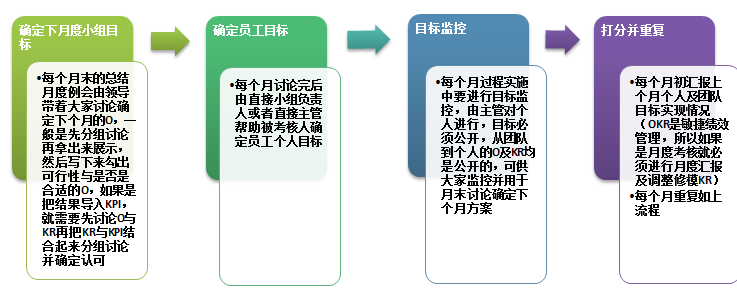 确定下月度小组目
标
•每个月末的总结
月度例会由领导
带着大家讨论确
定下个月的O，一
般是先分组讨论
再拿出来展示，
然后写下来勾出
可行性与是否是
合适的O，如果是
把结果导入KPI，
就需要先讨论O与
KR再把KR与KPI结
合起来分组讨论
并确定认可
确定员工目标
•每个月讨论完后
由直接小组负责
人或者直接主管
帮助被考核人确
定员工个人目标
目标监控
•每个月过程实施
中要进行目标监
控，由主管对个
人进行，目标必
须公开，从团队
到个人的O及KR均
是公开的，可供
大家监控并用于
月末讨论确定下
个月方案
打分并重复
•每个月初汇报上
个月个人及团队
目标实现情况
（OKR是敏捷绩效
管理，所以如果
是月度考核就必
须进行月度汇报
及调整修模KR）
•每个月重复如上
流程